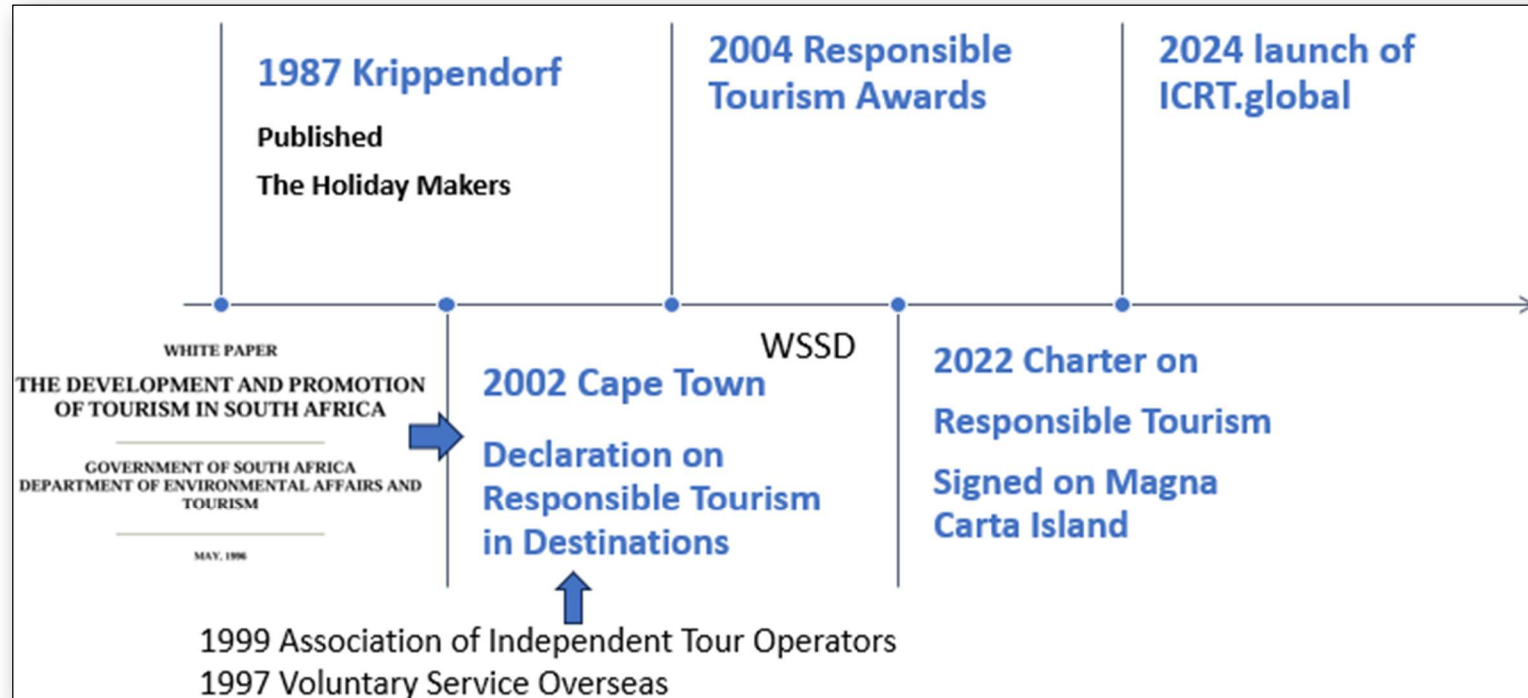 1987 Krippendorf
Published
The Holiday Makers
2004 Responsible
Tourism Awards
2024 launch of
ICRT.global
WHITE PAPER
THE DEVELOPMENT AND PROMOTION
OF TOURISM IN SOUTH AFRICA
GOVERNMENT OF SOUTH AFRICA
DEPARTMENT OF ENVIRONMENTAL AFFAIRS AND
TOURISM
MAY, 1996
WSSD
2002 Cape Town
Declaration on
Responsible Tourism
in Destinations
2022 Charter on
Responsible Tourism
Signed on Magna
Carta Island
1999 Association of Independent Tour Operators
1997 Voluntary Service Overseas